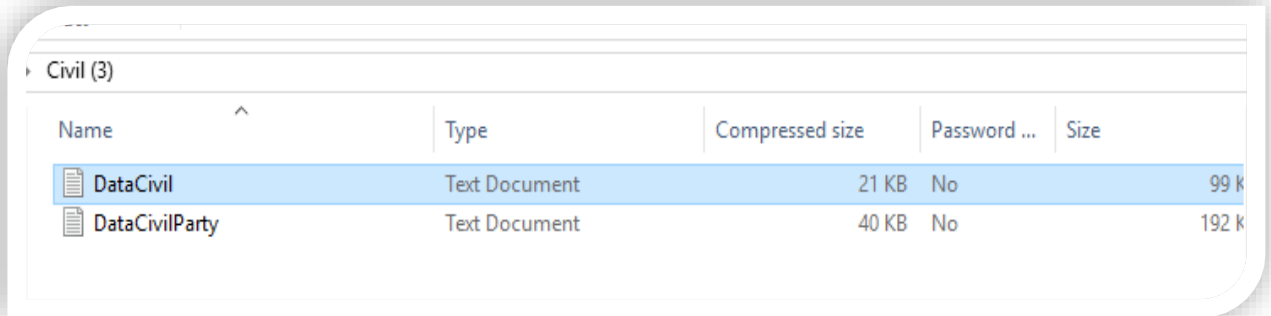 Civil (3)
Name Type Compressed size Password ... Size
DataCivil Text Document 21 KB No 99 K
DataCivilParty Text Document 40 KB No 192 K